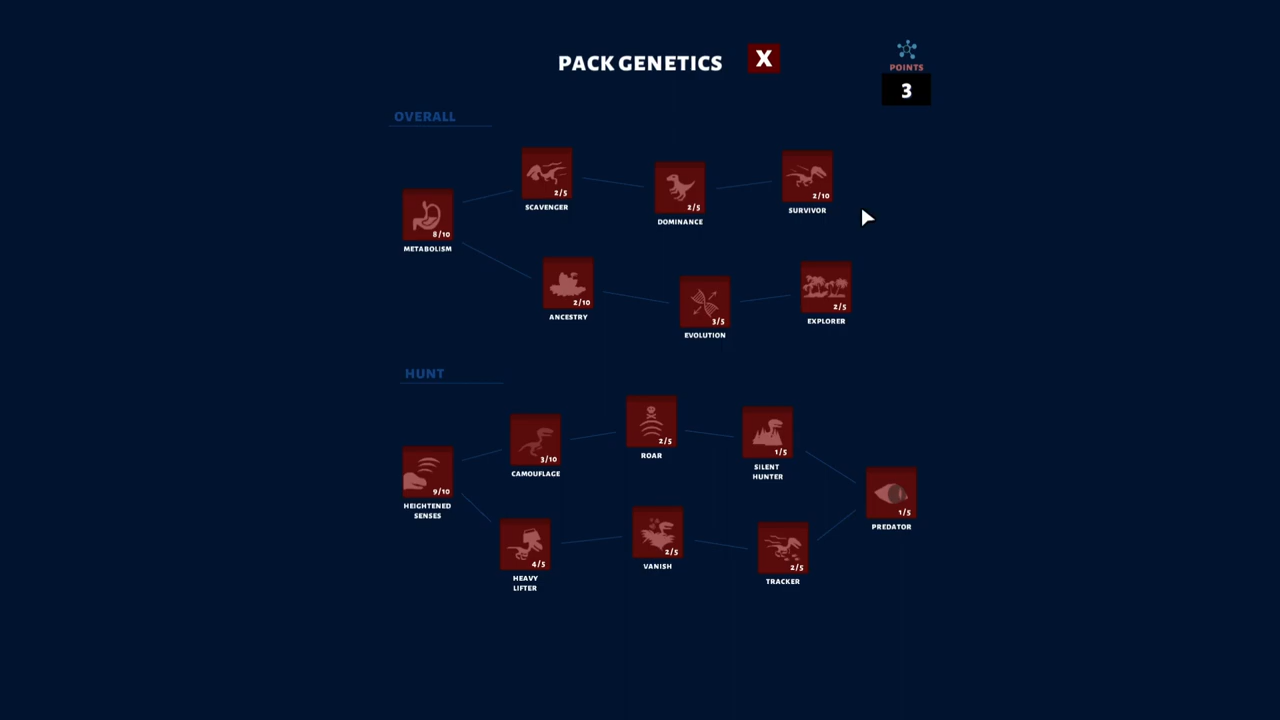 PACK GENETICS
X
POINTS
3
OVERALL
2/5
SCAVENGER
2/5
DOMINANCE
2/10
SURVIVOR
8/10
METABOLISM
2/10
ANCESTRY
3/5
EVOLUTION
2/5
EXPLORER
HUNT
3/10
CAMOUFLAGE
2/5
ROAR
1/5
SILENT
HUNTER
9/10
HEIGHTENED
SENSES
1/5
PREDATOR
4/5
HEAVY
LIFTER
2/5
VANISH
2/5
TRACKER